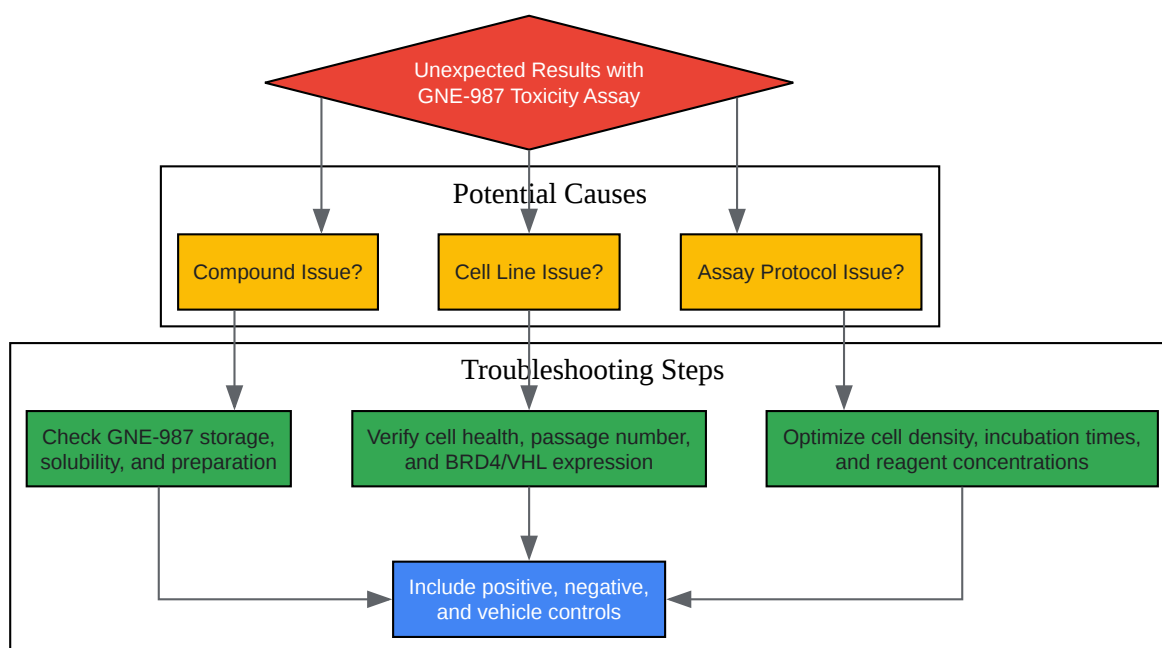 Unexpected Results with
GNE-987 Toxicity Assay
Potential Causes
Compound Issue?
Cell Line Issue?
Assay Protocol Issue?
Troubleshooting Steps
Check GNE-987 storage,
solubility, and preparation
Verify cell health, passage number,
and BRD4/VHL expression
Optimize cell density, incubation times,
and reagent concentrations
Include positive, negative,
and vehicle controls